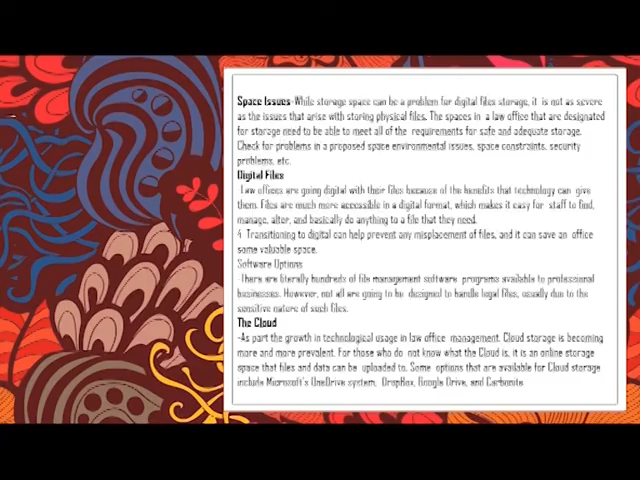 Space Issues-While storage space can be a problem for digital files storage, it is not as severe
as the issues that arise with storing physical files. The spaces in a law office that are designated
for storage need to be able to meet all of the requirements for safe and adequate storage.
Check for problems in a proposed space environmental issues, space constraints, security
problems, etc.
Digital Files
Law offices are going digital with their files because of the benefits that technology can give
them. Files are much more accessible in a digital format, which makes it easy for staff to find,
manage, alter, and basically do anything to a file that they need.
4 Transitioning to digital can help prevent any misplacement of files, and it can save an office
some valuable space.
Software Options
There are literally hundreds of file management software programs available to professional
businesses. However, not all are going to be designed to handle legal files, usually due to the
sensitive nature of such files.
The Cloud
-As part the growth in technological usage in law office management. Cloud storage is becoming
more and more prevalent. For those who do not know what the Cloud is, it is an online storage
space that files and data can be uploaded to. Some options that are available for Cloud storage
include Microsoft's OneDrive system, DropBox, Google Drive, and Carbonite